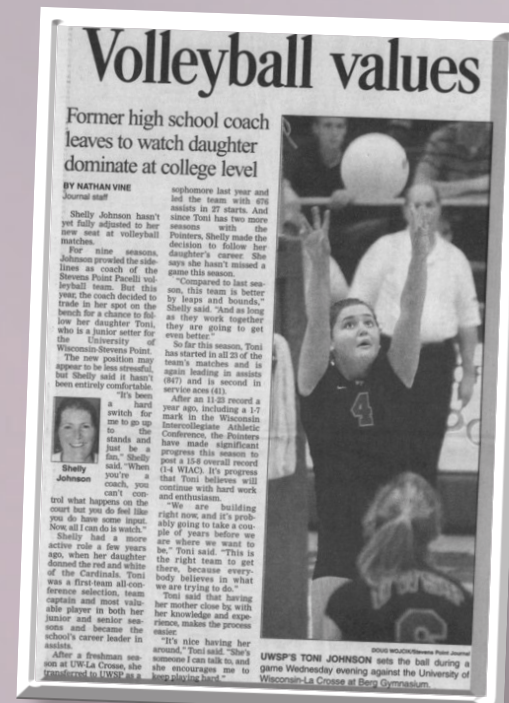 Volleyball values
Former high school coach
leaves to watch daughter
dominate at college level
BY NATHAN VINE
Journal staff
Shelly Johnson hasn't
yet fully adjusted to her
new seat at volleyball
matches.
For nine seasons,
Johnson prowled the side-
lines as coach of the
Stevens Point Pacelli vol-
leyball team. But this
year, the coach decided to
trade in her spot on the
bench for a chance to fol-
low her daughter Toni,
who is a junior setter for
the University of
Wisconsin-Stevens Point.
The new position may
appear to be less stressful,
but Shelly said it hasn't
been entirely comfortable.
"It's been
a hard
switch for
me to go up
to the
stands and
just be a
fan," Shelly
said. "When
you're a
coach, you
can't con-
Shelly
Johnson
trol what happens on the
court but you do feel like
you do have some input.
Now, all I can do is watch."
Shelly had a more
active role a few years
ago, when her daughter
donned the red and white
of the Cardinals. Toni
was a first-team all-con-
ference selection, team
captain and most valu-
able player in both her
junior and senior sea-
sons and became the
school's career leader in
assists.
After a freshman sea-
son at UW-La Crosse, she
transferred to UWSP as a
sophomore last year and
led the team with 676
assists in 27 starts. And
since Toni has two more
seasons with the
Pointers, Shelly made the
decision to follow her
daughter's career. She
says she hasn't missed a
game this season.
"Compared to last sea-
son, this team is better
by leaps and bounds,"
Shelly said. "And as long
as they work together
they are going to get
even better."
So far this season, Toni
has started in all 23 of the
team's matches and is
again leading in assists
(847) and is second in
service aces (41).
After an 11-23 record a
year ago, including a 1-7
mark in the Wisconsin
Intercollegiate Athletic
Conference, the Pointers
have made significant
progress this season to
post a 15-8 overall record
(1-4 WIAC). It's progress
that Toni believes will
continue with hard work
and enthusiasm.
"We are building
right now, and it's prob-
ably going to take a cou-
ple of years before we
are where we want to
be," Toni said. "This is
the right team to get
there, because every-
body believes in what
we are trying to do."
Toni said that having
her mother close by, with
her knowledge and expe-
rience, makes the process
easier.
"It's nice having her
around," Toni said. "She's
someone I can talk to, and
she encourages me to
keep playing hard."
4
DOUG WOJCIK/Stevens Point Journal
UWSP'S TONI JOHNSON sets the ball during a
game Wednesday evening against the University of
Wisconsin-La Crosse at Berg Gymnasium.